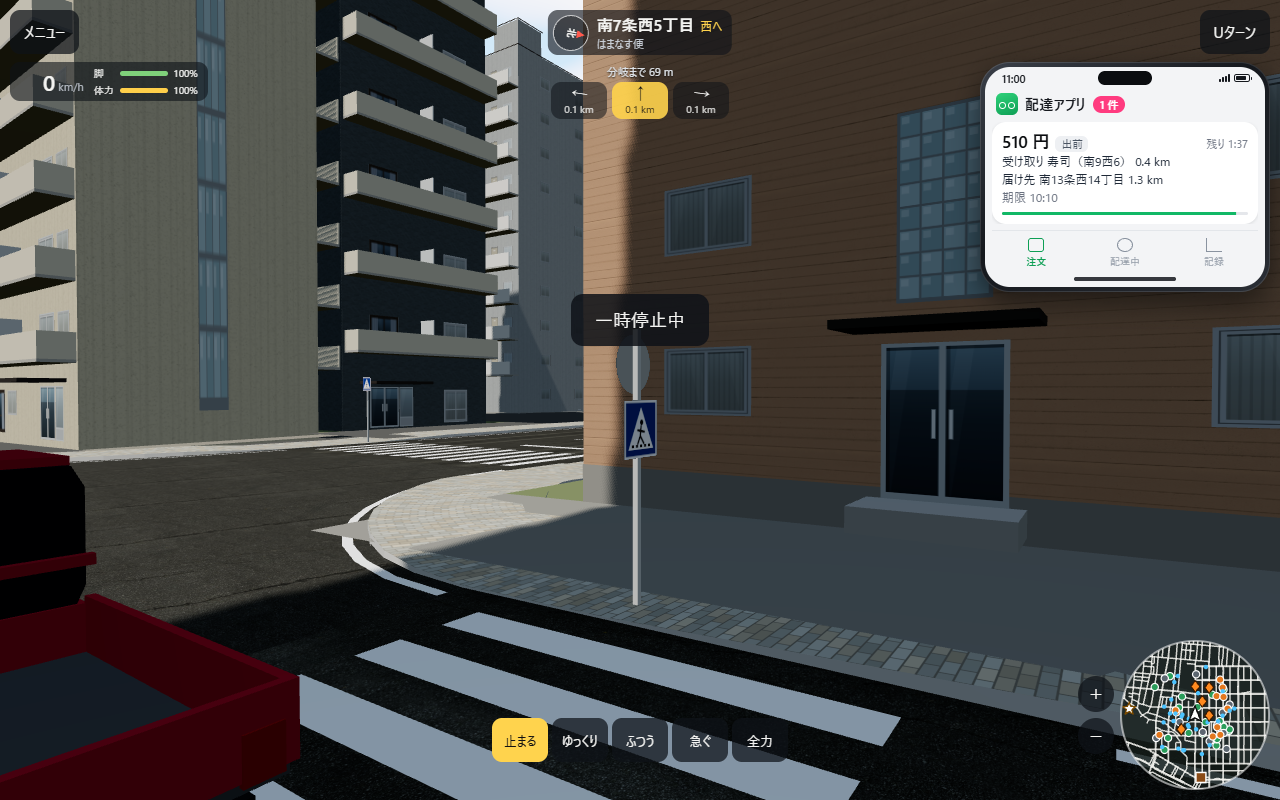 メニュー
0 km/h
脚 100%
体力 100%
南7条西5丁目 西へ
はまなす便
分岐まで 69 m
← 0.1 km
↑ 0.1 km
→ 0.1 km
Uターン
11:00
配達アプリ 1 件
510 円 出前 残り 1:37
受け取り 寿司（南9西6） 0.4 km
届け先 南13条西14丁目 1.3 km
期限 10:10
注文 配達中 記録
一時停止中
止まる ゆっくり ふつう 急ぐ 全力
+
−